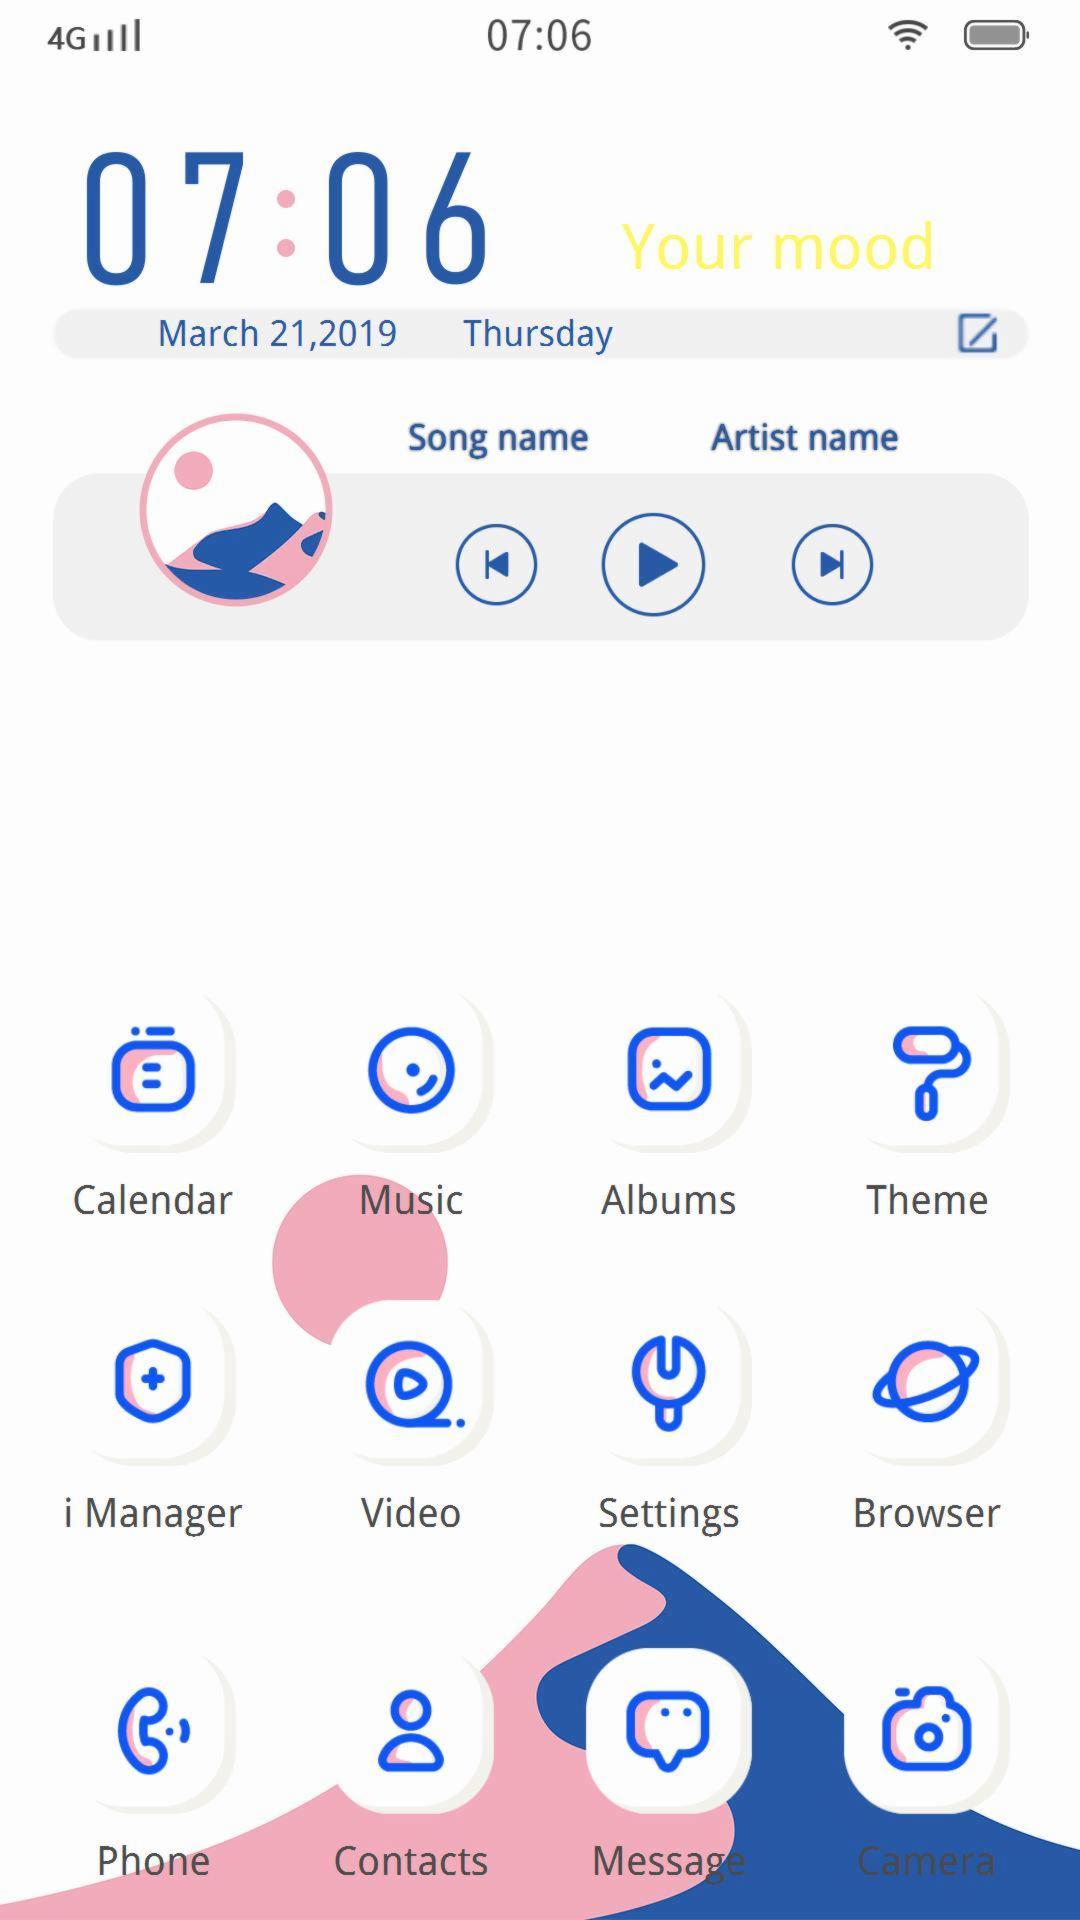 4G 07:06
07:06
Your mood
March 21,2019 Thursday
Song name Artist name
Calendar Music Albums Theme
i Manager Video Settings Browser
Phone Contacts Message Camera